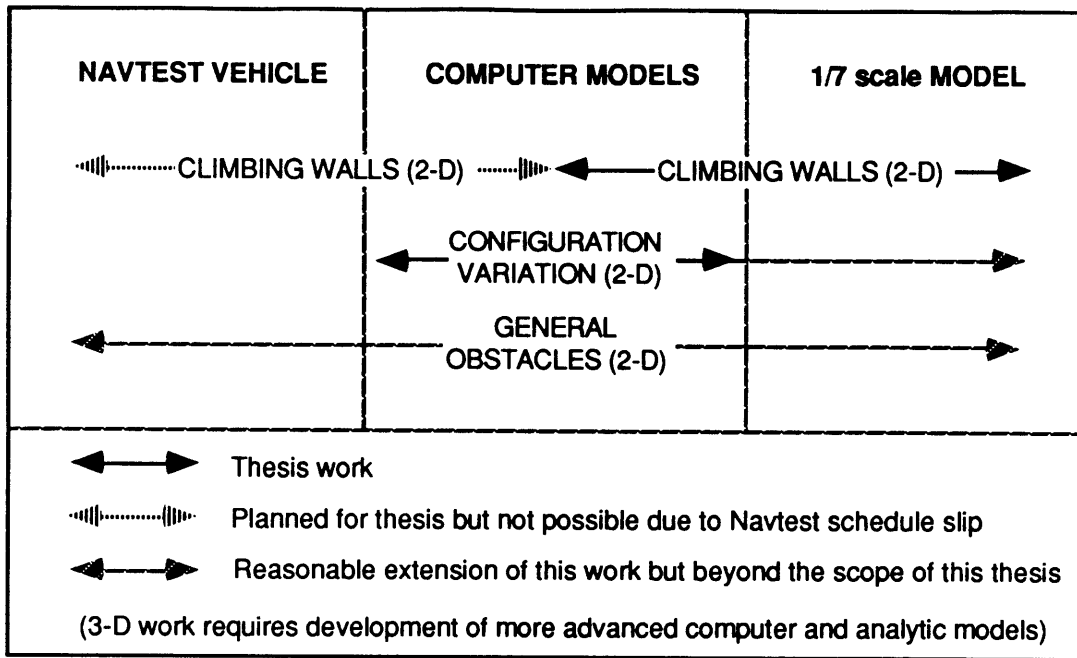 NAVTEST VEHICLE
COMPUTER MODELS
1/7 scale MODEL
CLIMBING WALLS (2-D)
CLIMBING WALLS (2-D)
CONFIGURATION
VARIATION (2-D)
GENERAL
OBSTACLES (2-D)
Thesis work
Planned for thesis but not possible due to Navtest schedule slip
Reasonable extension of this work but beyond the scope of this thesis
(3-D work requires development of more advanced computer and analytic models)